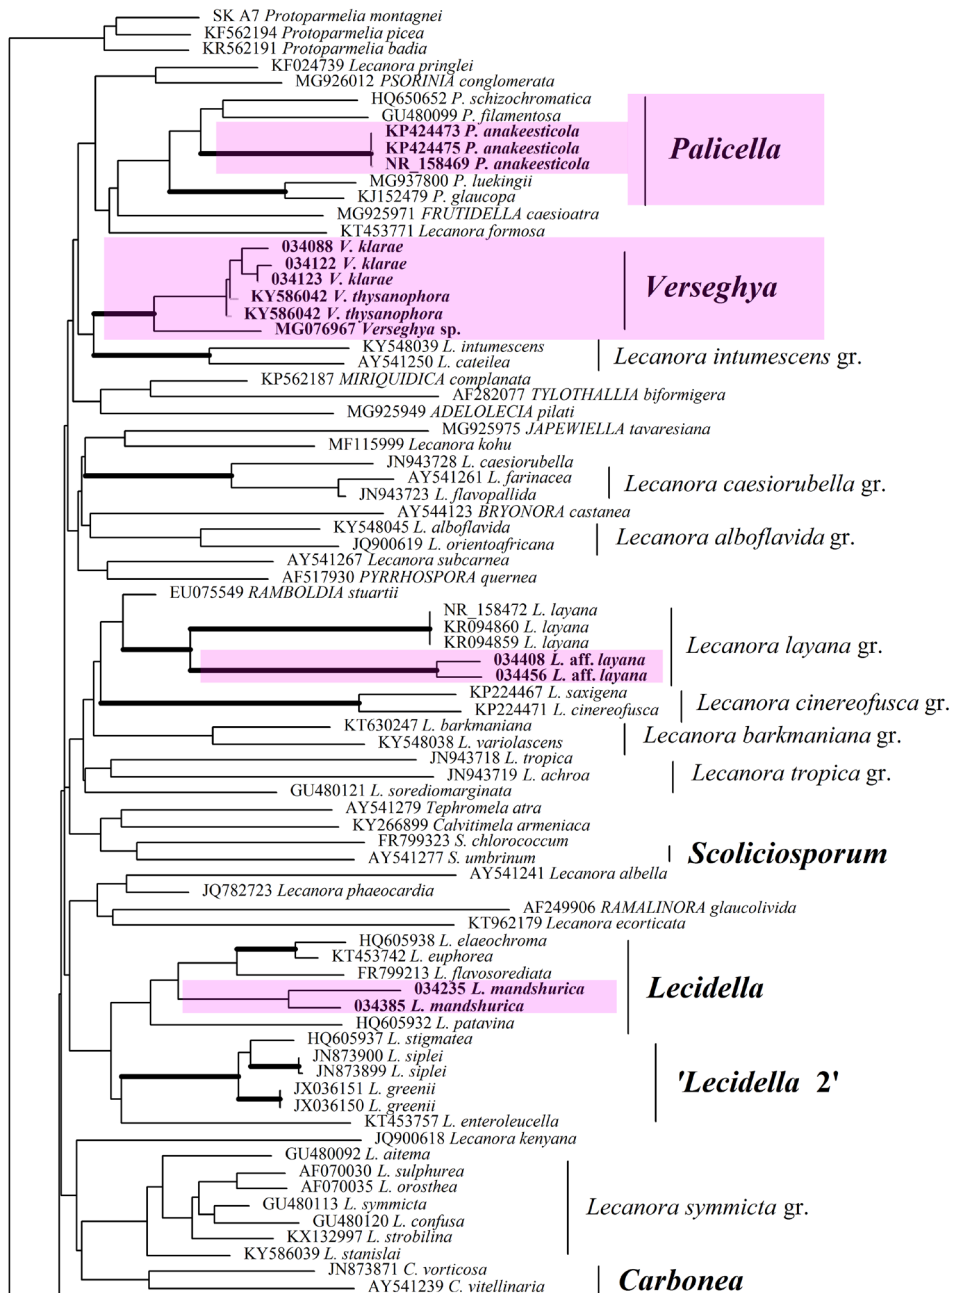 SK A7 Protoparmelia montagnei
KF562194 Protoparmelia picea
KR562191 Protoparmelia badia
KF024739 Lecanora pringlei
MG926012 PSORINIA conglomerata
HQ650652 P. schizochromatica
GU480099 P. filamentosa
KP424473 P. anakeesticola
KP424475 P. anakeesticola
NR_158469 P. anakeesticola
Palicella
MG937800 P. luekingii
KJ152479 P. glaucopa
MG925971 FRUTIDELLA caesioatra
KT453771 Lecanora formosa
034088 V. klarae
034122 V. klarae
034123 V. klarae
KY586042 V. thysanophora
KY586042 V. thysanophora
MG076967 Verseghya sp.
Verseghya
KY548039 L. intumescens
AY541250 L. cateilea
Lecanora intumescens gr.
KP562187 MIRIQUIDICA complanata
AF282077 TYLOTHALLIA biformigera
MG925949 ADELOLECIA pilati
MG925975 JAPEWIELLA tavaresiana
MF115999 Lecanora kohu
JN943728 L. caesiorubella
AY541261 L. farinacea
JN943723 L. flavopallida
Lecanora caesiorubella gr.
AY544123 BRYONORA castanea
KY548045 L. alboflavida
JQ900619 L. orientoafricana
Lecanora alboflavida gr.
AY541267 Lecanora subcarnea
AF517930 PYRRHOSPORA quernea
EU075549 RAMBOLDIA stuartii
NR_158472 L. layana
KR094860 L. layana
KR094859 L. layana
034408 L. aff. layana
034456 L. aff. layana
Lecanora layana gr.
KP224467 L. saxigena
KP224471 L. cinereofusca
Lecanora cinereofusca gr.
KT630247 L. barkmaniana
KY548038 L. variolascens
Lecanora barkmaniana gr.
JN943718 L. tropica
JN943719 L. achroa
GU480121 L. sorediomarginata
Lecanora tropica gr.
AY541279 Tephromela atra
KY266899 Calvitimela armeniaca
FR799323 S. chlorococcum
AY541277 S. umbrinum
Scoliciosporum
AY541241 Lecanora albella
JQ782723 Lecanora phaeocardia
AF249906 RAMALINORA glaucolivida
KT962179 Lecanora ecorticata
HQ605938 L. elaeochroma
KT453742 L. euphorea
FR799213 L. flavosorediata
034235 L. mandshurica
034385 L. mandshurica
HQ605932 L. patavina
Lecidella
HQ605937 L. stigmatea
JN873900 L. siplei
JN873899 L. siplei
JX036151 L. greenii
JX036150 L. greenii
KT453757 L. enteroleucella
'Lecidella 2'
JQ900618 Lecanora kenyana
GU480092 L. aitema
AF070030 L. sulphurea
AF070035 L. orosthea
GU480113 L. symmicta
GU480120 L. confusa
KX132997 L. strobilina
KY586039 L. stanislai
Lecanora symmicta gr.
JN873871 C. vorticosa
AY541239 C. vitellinaria
Carbonea